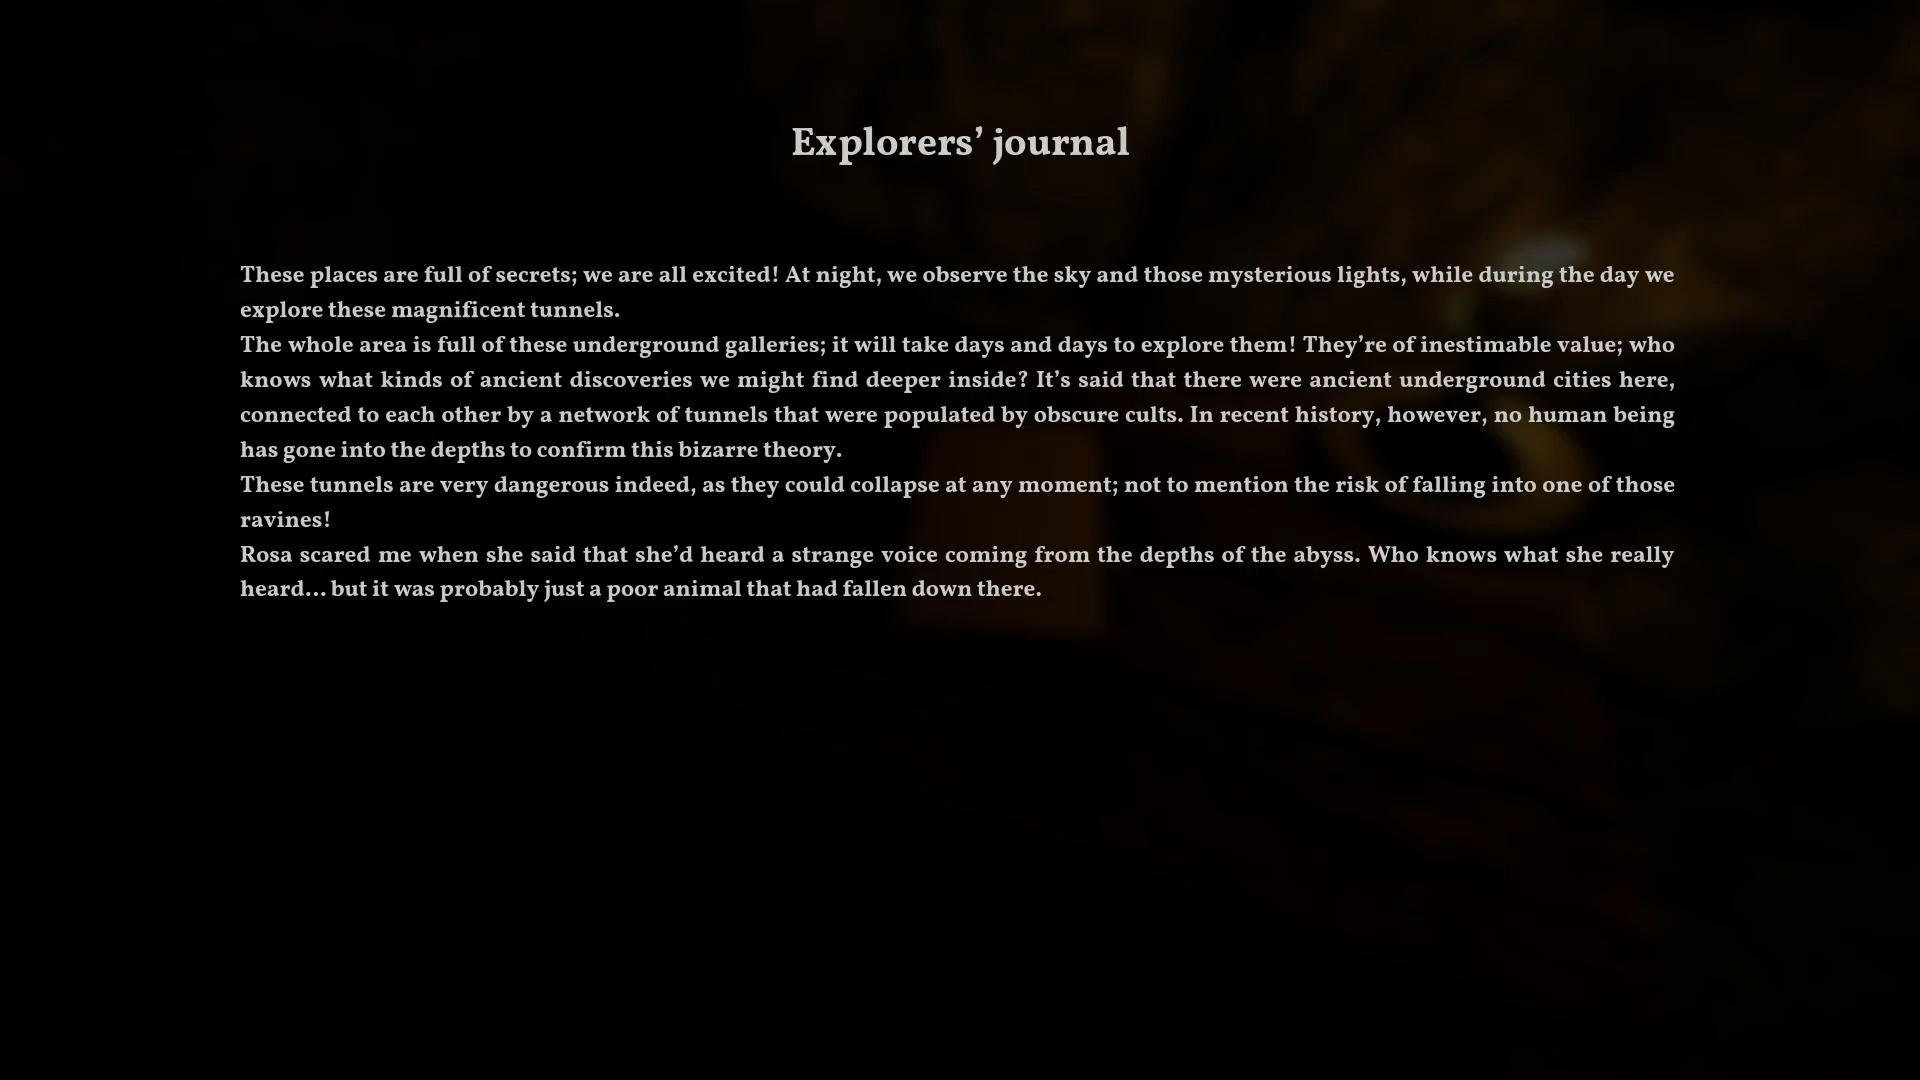 Explorers’ journal
These places are full of secrets; we are all excited! At night, we observe the sky and those mysterious lights, while during the day we
explore these magnificent tunnels.
The whole area is full of these underground galleries; it will take days and days to explore them! They’re of inestimable value; who
knows what kinds of ancient discoveries we might find deeper inside? It’s said that there were ancient underground cities here,
connected to each other by a network of tunnels that were populated by obscure cults. In recent history, however, no human being
has gone into the depths to confirm this bizarre theory.
These tunnels are very dangerous indeed, as they could collapse at any moment; not to mention the risk of falling into one of those
ravines!
Rosa scared me when she said that she’d heard a strange voice coming from the depths of the abyss. Who knows what she really
heard… but it was probably just a poor animal that had fallen down there.